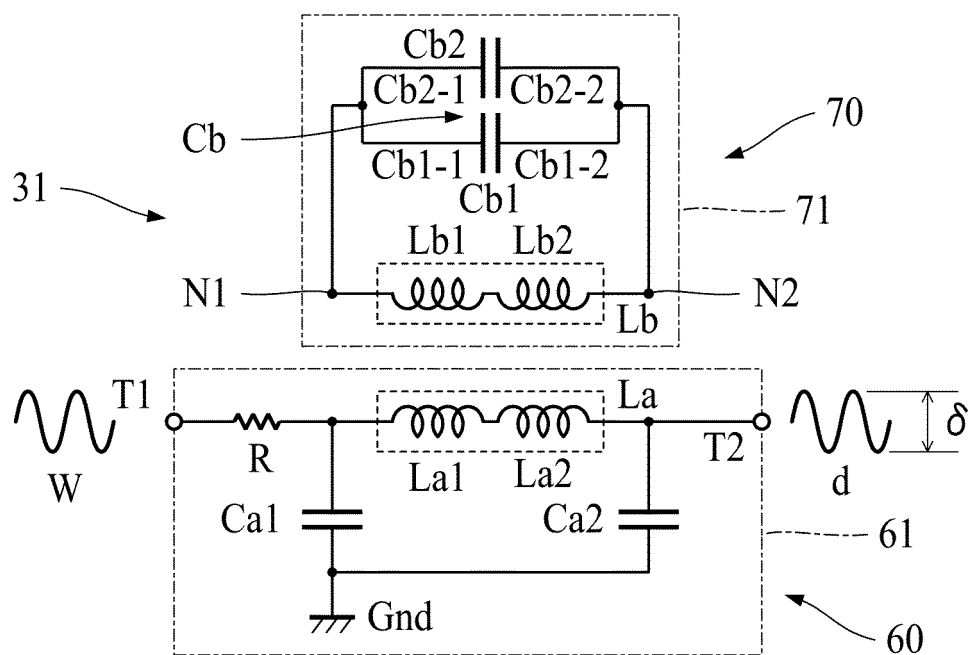 Cb2
Cb2-1 Cb2-2
Cb
70
Cb1-1 Cb1-2
Cb1
31
71
Lb1 Lb2
N1 N2
Lb
T1 La
R La1 La2 T2 δ
W d
Ca1 Ca2
61
Gnd
60